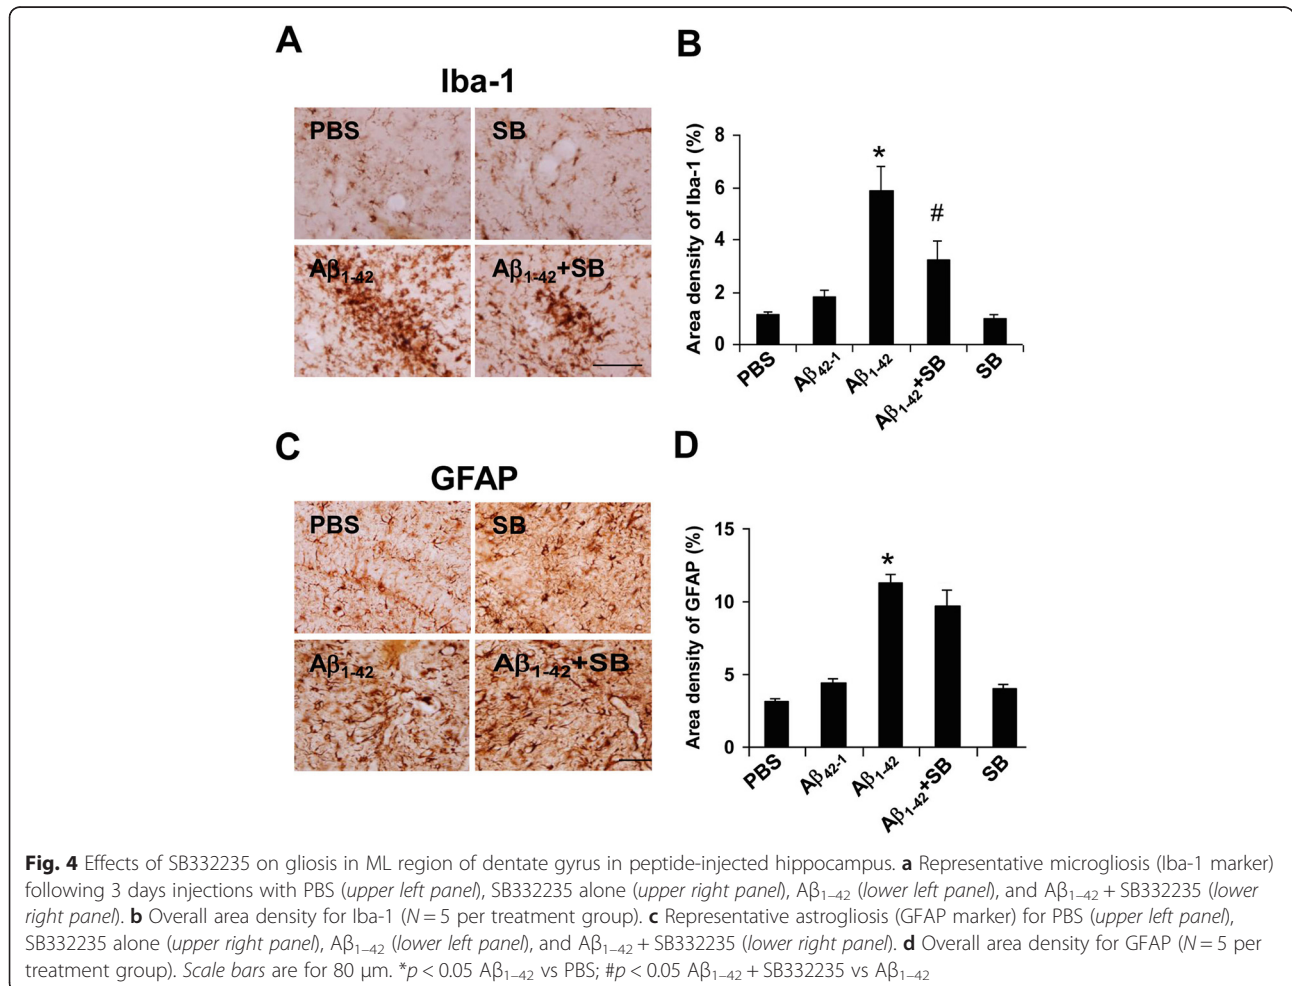 A
Iba-1
PBS
SB
Aβ1-42
Aβ1-42+SB
B
Area density of Iba-1 (%)
8
6
4
2
0
*
#
PBS
Aβ42-1
Aβ1-42
Aβ1-42+SB
SB
C
GFAP
PBS
SB
Aβ1-42
Aβ1-42+SB
D
Area density of GFAP (%)
15
10
5
0
*
PBS
Aβ42-1
Aβ1-42
Aβ1-42+SB
SB
Fig. 4 Effects of SB332235 on gliosis in ML region of dentate gyrus in peptide-injected hippocampus. a Representative microgliosis (Iba-1 marker)
following 3 days injections with PBS (upper left panel), SB332235 alone (upper right panel), Aβ1–42 (lower left panel), and Aβ1–42 + SB332235 (lower
right panel). b Overall area density for Iba-1 (N = 5 per treatment group). c Representative astrogliosis (GFAP marker) for PBS (upper left panel),
SB332235 alone (upper right panel), Aβ1–42 (lower left panel), and Aβ1–42 + SB332235 (lower right panel). d Overall area density for GFAP (N = 5 per
treatment group). Scale bars are for 80 μm. *p < 0.05 Aβ1–42 vs PBS; #p < 0.05 Aβ1–42 + SB332235 vs Aβ1–42